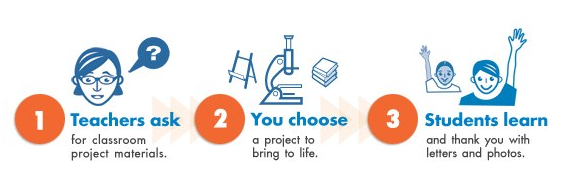 ?
1 Teachers ask
for classroom
project materials.
2 You choose
a project to
bring to life.
3 Students learn
and thank you with
letters and photos.